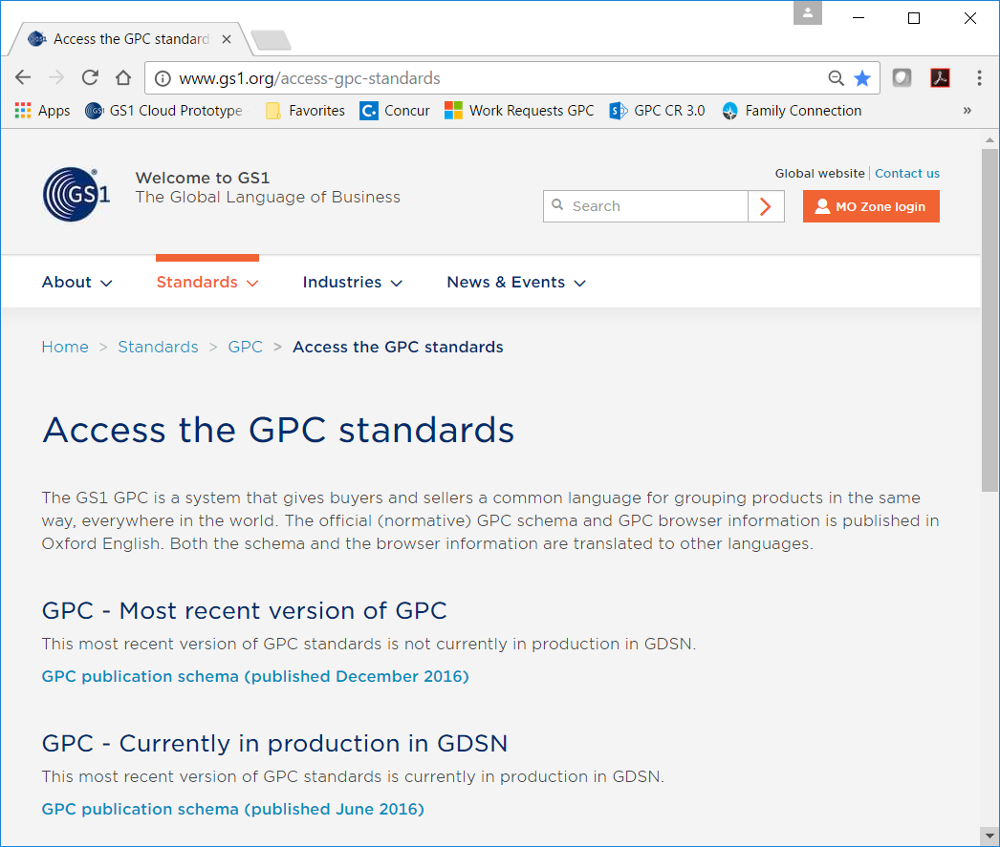 Access the GPC standard
www.gs1.org/access-gpc-standards
Apps GS1 Cloud Prototype Favorites Concur Work Requests GPC GPC CR 3.0 Family Connection »
Global website | Contact us
GS1®
Welcome to GS1
The Global Language of Business
Search
MO Zone login
About Standards Industries News & Events
Home > Standards > GPC > Access the GPC standards
Access the GPC standards
The GS1 GPC is a system that gives buyers and sellers a common language for grouping products in the same
way, everywhere in the world. The official (normative) GPC schema and GPC browser information is published in
Oxford English. Both the schema and the browser information are translated to other languages.
GPC - Most recent version of GPC
This most recent version of GPC standards is not currently in production in GDSN.
GPC publication schema (published December 2016)
GPC - Currently in production in GDSN
This most recent version of GPC standards is currently in production in GDSN.
GPC publication schema (published June 2016)